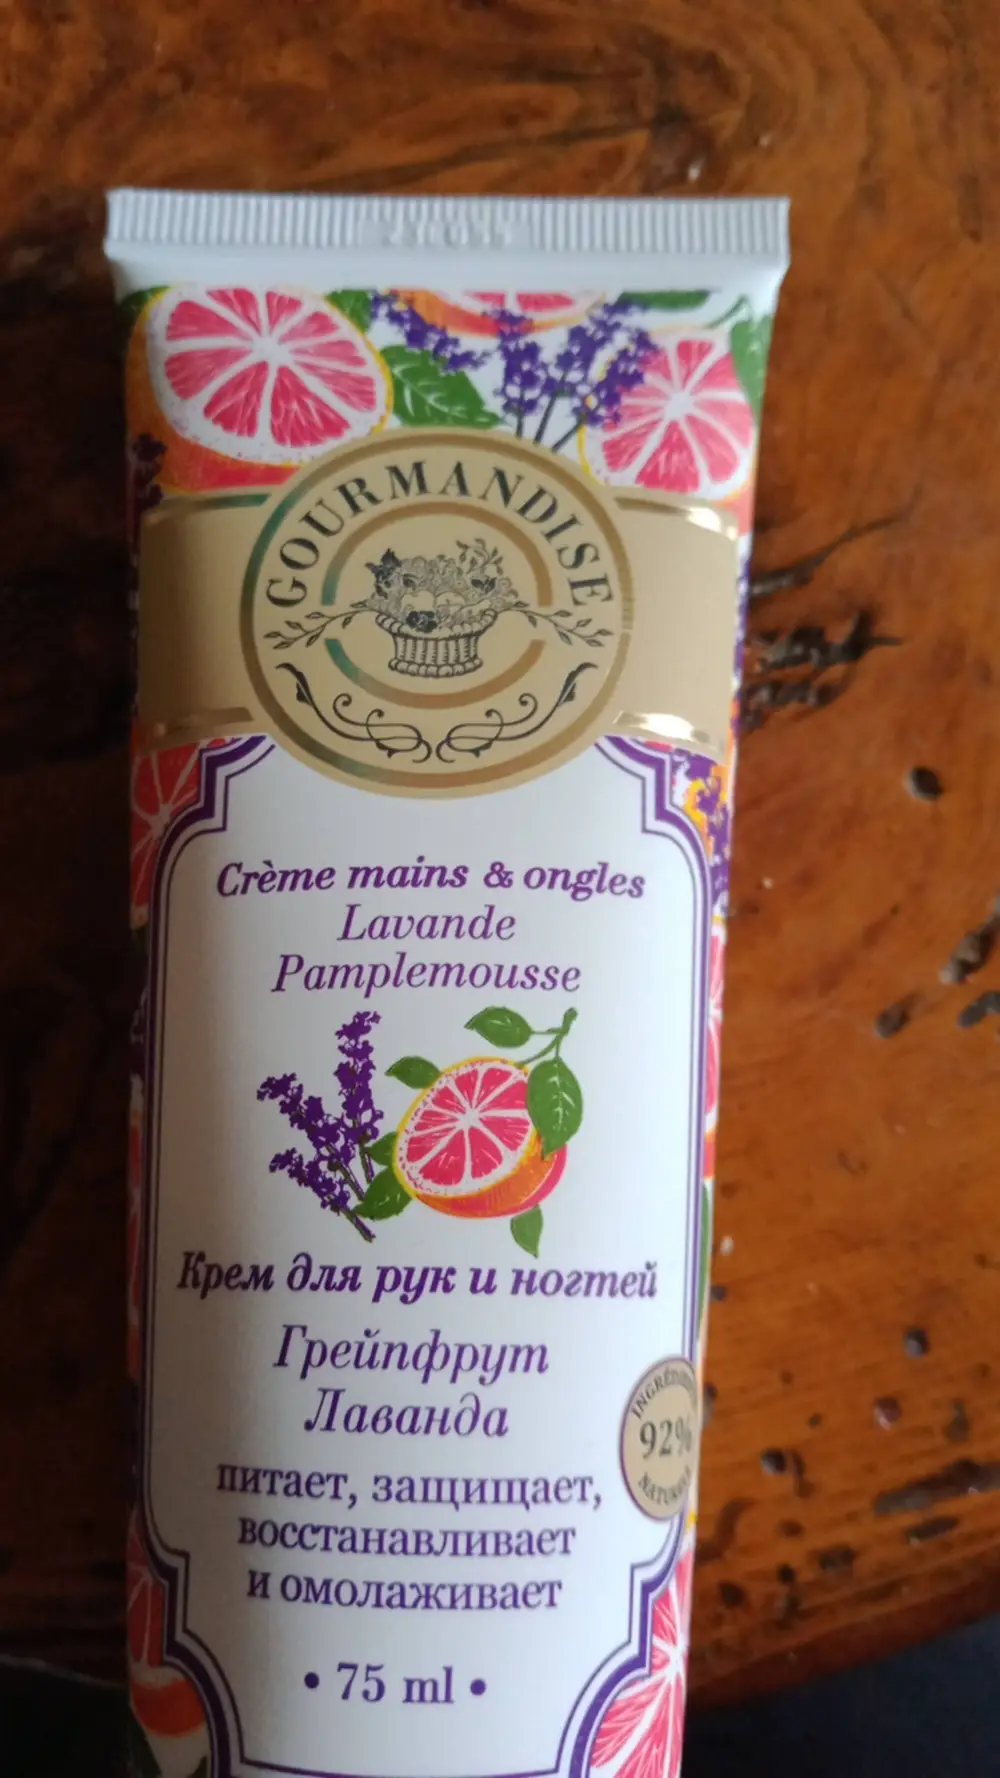 GOURMANDISE
Crème mains & ongles
Lavande
Pamplemousse
Крем для рук и ногтей
Грейпфрут
Лаванда
92%
питает, защищает,
восстанавливает
и омолаживает
• 75 ml •